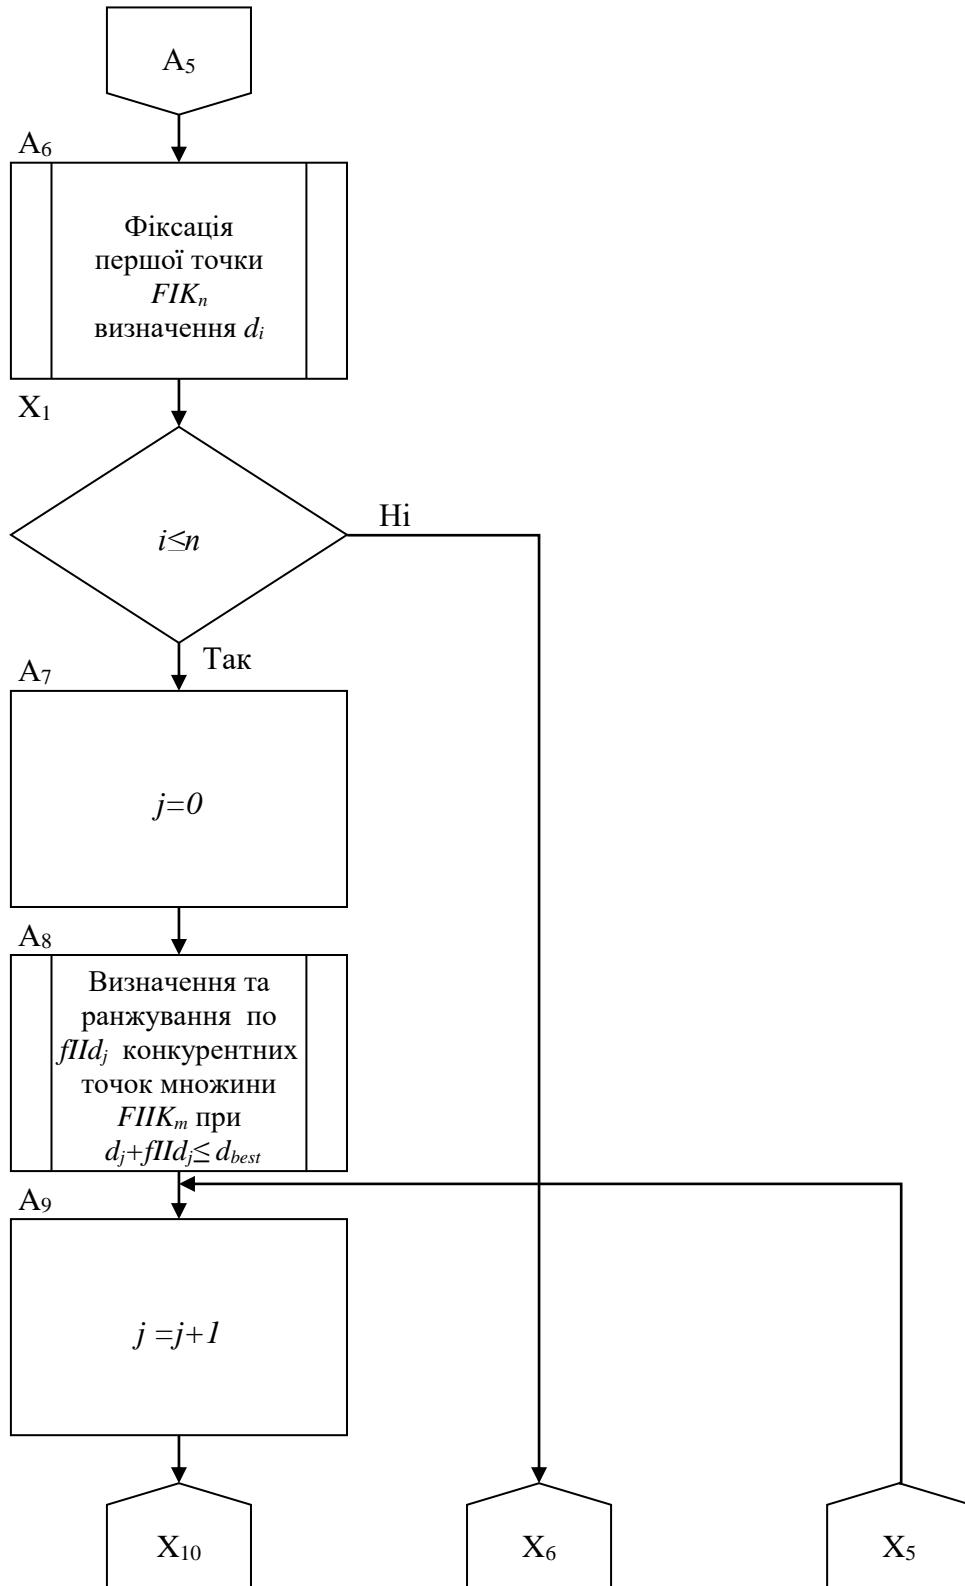 A₅
A₆
Фіксація
першої точки
FIKₙ
визначення dᵢ
X₁
i≤n
Ні
Так
A₇
j=0
A₈
Визначення та
ранжування по
fIIdⱼ конкурентних
точок множини
FIIKₘ при
dⱼ+fIIdⱼ≤ d_best
A₉
j =j+1
X₁₀
X₆
X₅